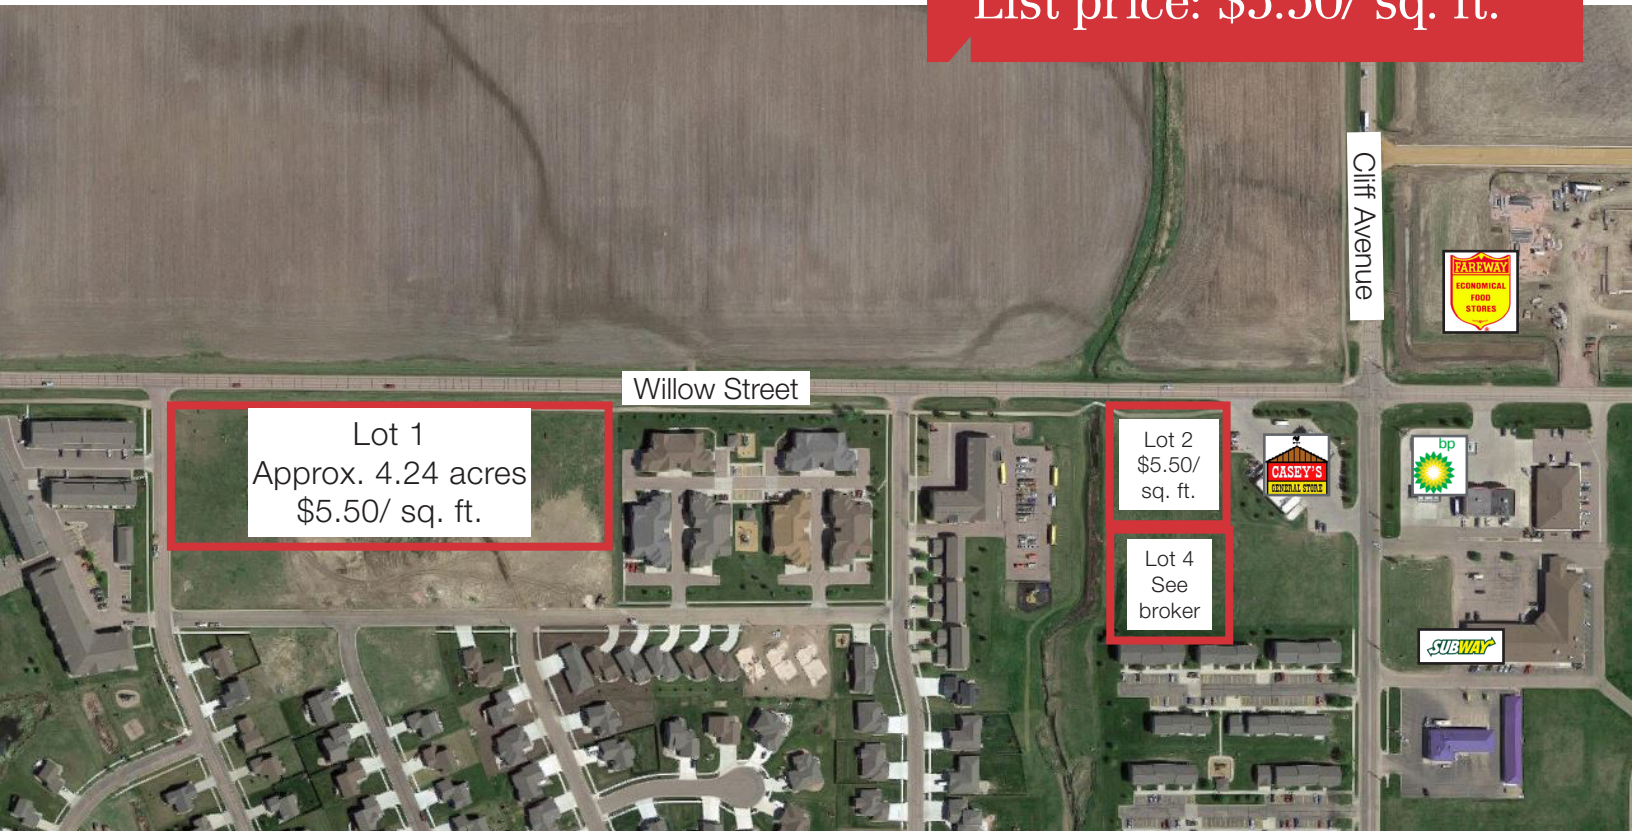 List price: $5.50/ sq. ft.
Cliff Avenue
FAREWAY
ECONOMICAL
FOOD
STORES
Willow Street
Lot 1
Approx. 4.24 acres
$5.50/ sq. ft.
Lot 2
$5.50/
sq. ft.
CASEY'S
GENERAL STORE
bp
Lot 4
See
broker
SUBWAY